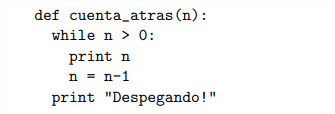 def cuenta_atras(n):
  while n > 0:
    print n
    n = n-1
  print "Despegando!"